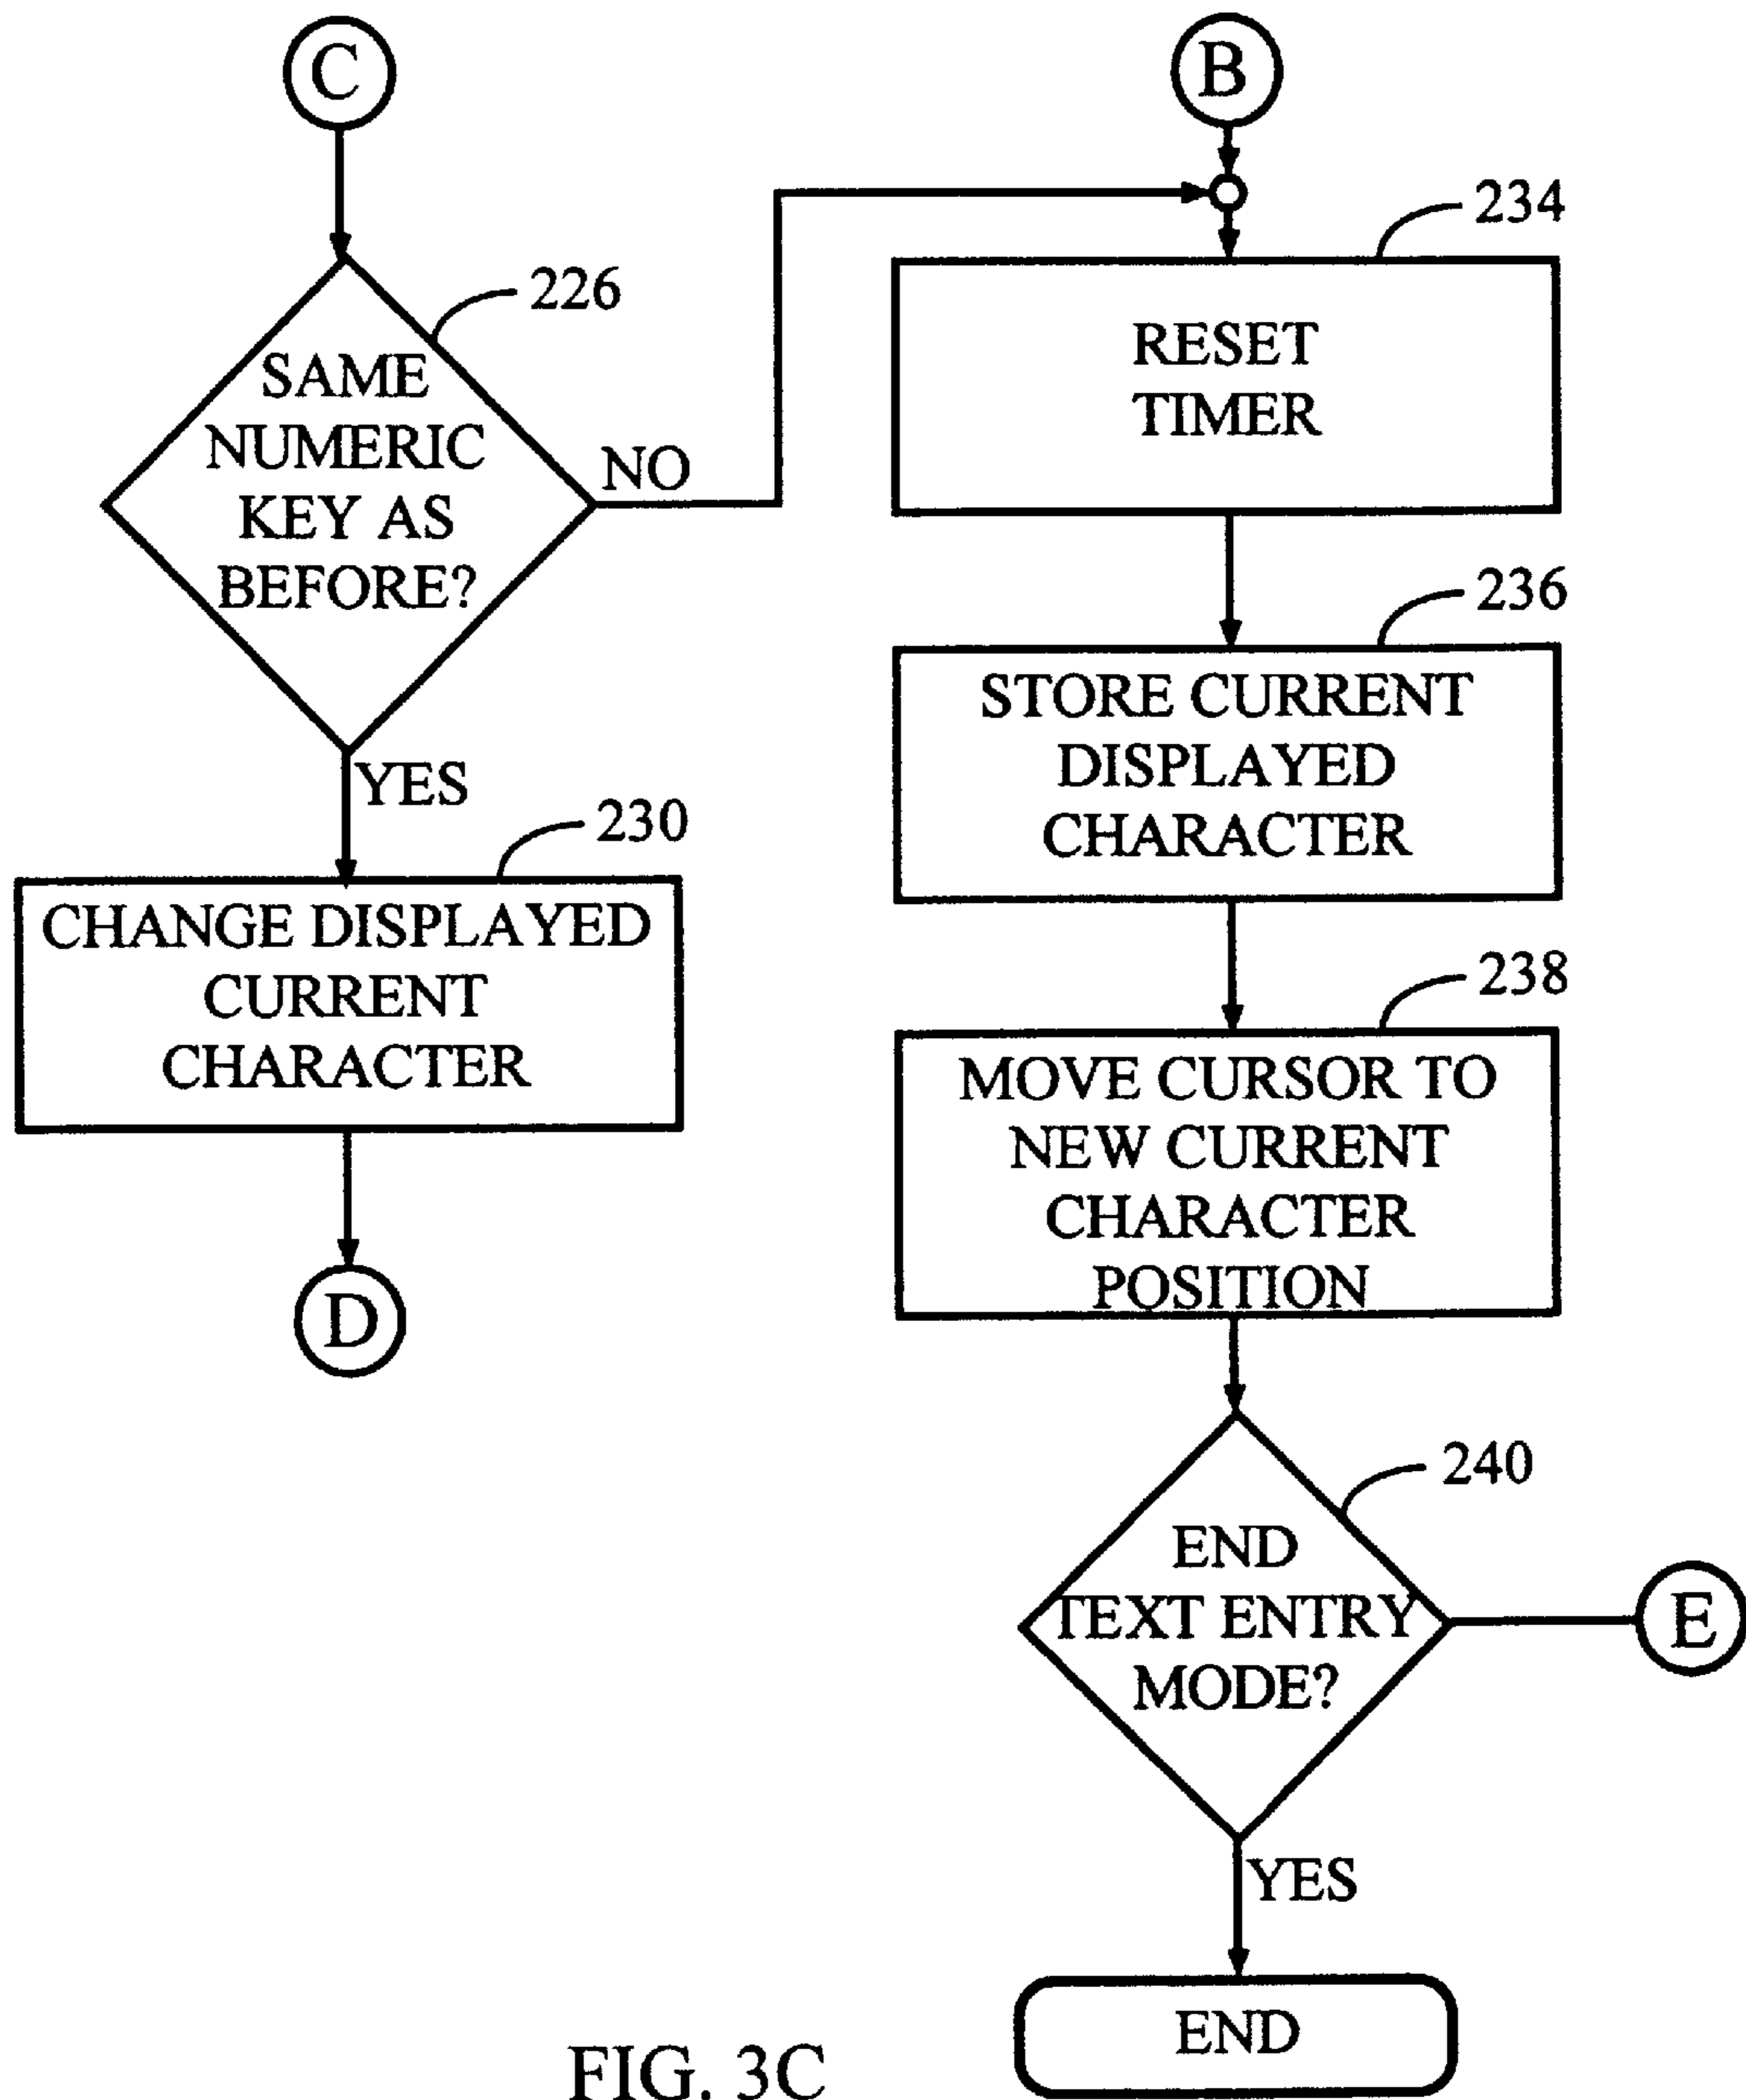 C
226
SAME
NUMERIC
KEY AS
BEFORE?
NO
YES
230
CHANGE DISPLAYED
CURRENT
CHARACTER
D
B
234
RESET
TIMER
236
STORE CURRENT
DISPLAYED
CHARACTER
238
MOVE CURSOR TO
NEW CURRENT
CHARACTER
POSITION
240
END
TEXT ENTRY
MODE?
E
YES
END
FIG. 3C